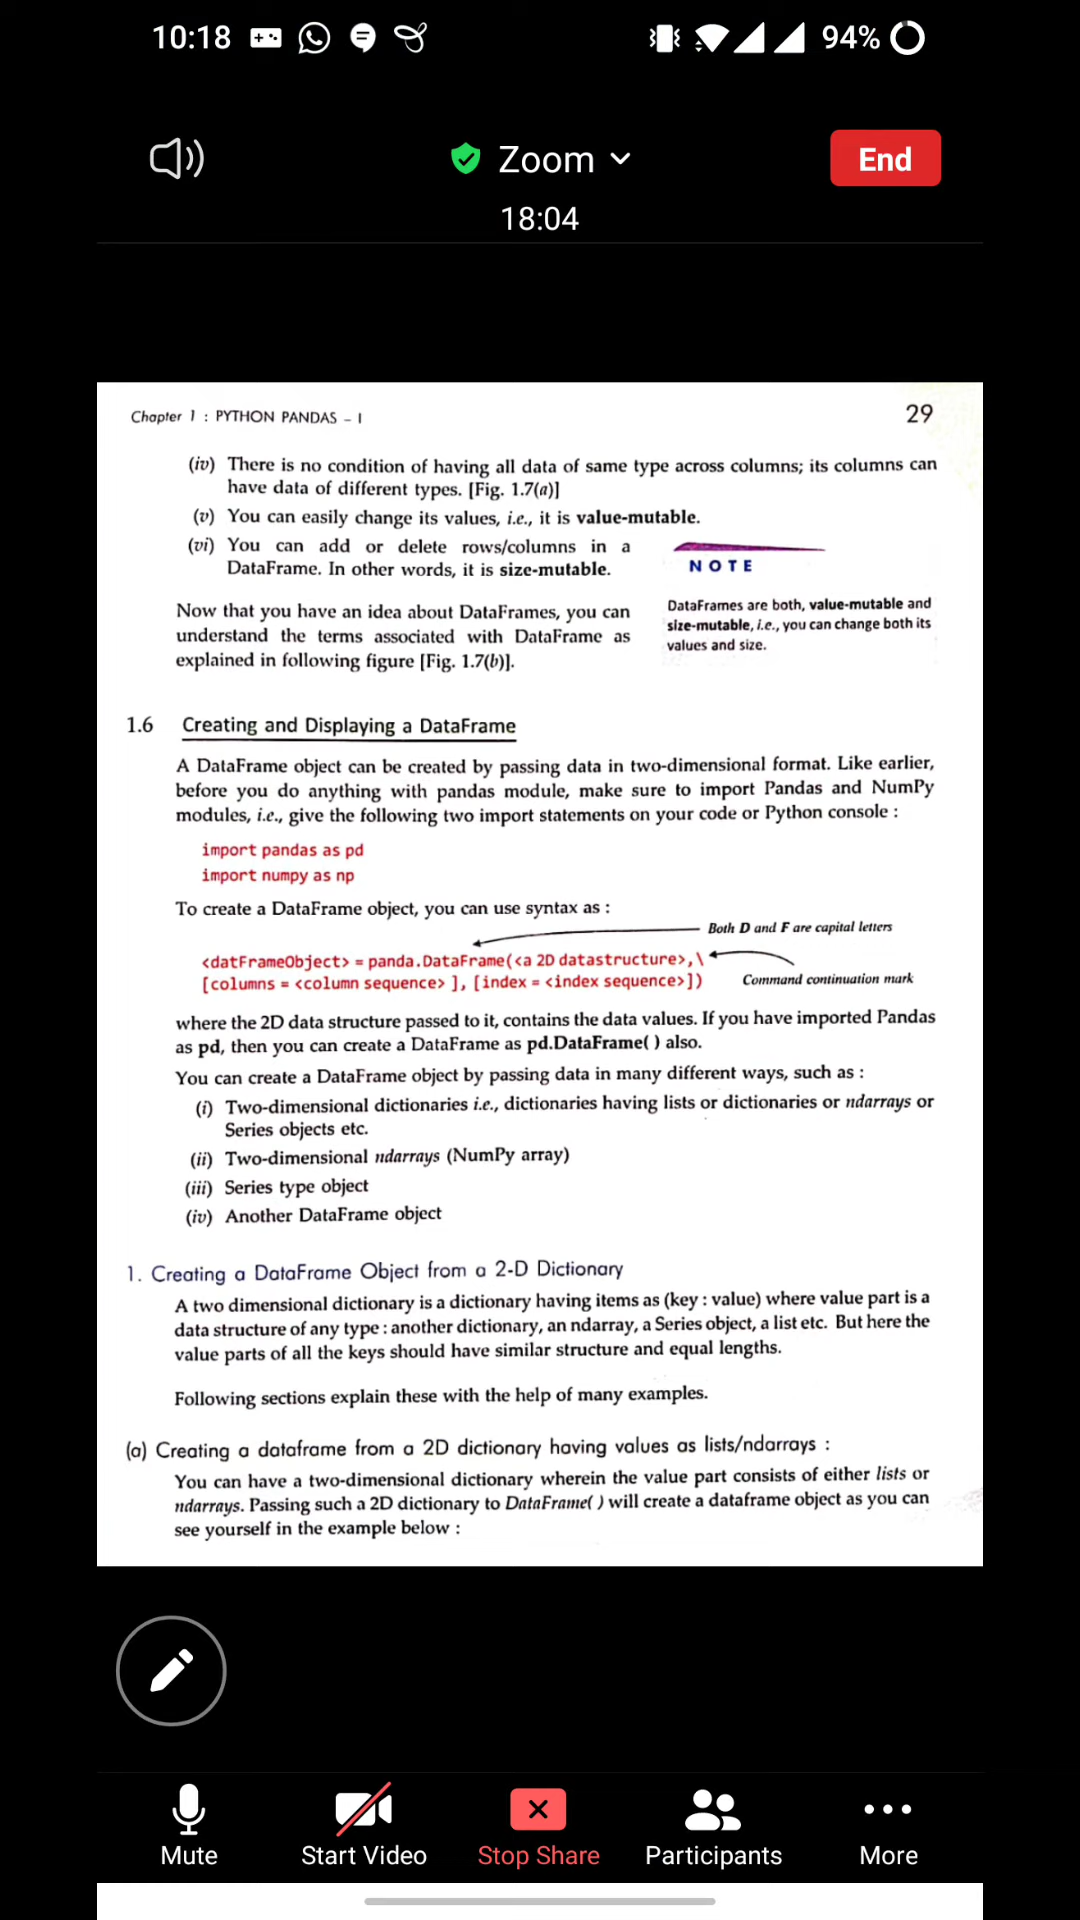 10:18
94%
Zoom
End
18:04
Chapter 1 : PYTHON PANDAS – I
29
(iv) There is no condition of having all data of same type across columns; its columns can
have data of different types. [Fig. 1.7(a)]
(v) You can easily change its values, i.e., it is value-mutable.
(vi) You can add or delete rows/columns in a
DataFrame. In other words, it is size-mutable.
NOTE
DataFrames are both, value-mutable and
size-mutable, i.e., you can change both its
values and size.
Now that you have an idea about DataFrames, you can
understand the terms associated with DataFrame as
explained in following figure [Fig. 1.7(b)].
1.6 Creating and Displaying a DataFrame
A DataFrame object can be created by passing data in two-dimensional format. Like earlier,
before you do anything with pandas module, make sure to import Pandas and NumPy
modules, i.e., give the following two import statements on your code or Python console :
import pandas as pd
import numpy as np
To create a DataFrame object, you can use syntax as :
Both D and F are capital letters
<datFrameObject> = panda.DataFrame(<a 2D datastructure>,\
[columns = <column sequence> ], [index = <index sequence>])
Command continuation mark
where the 2D data structure passed to it, contains the data values. If you have imported Pandas
as pd, then you can create a DataFrame as pd.DataFrame( ) also.
You can create a DataFrame object by passing data in many different ways, such as :
(i) Two-dimensional dictionaries i.e., dictionaries having lists or dictionaries or ndarrays or
Series objects etc.
(ii) Two-dimensional ndarrays (NumPy array)
(iii) Series type object
(iv) Another DataFrame object
1. Creating a DataFrame Object from a 2-D Dictionary
A two dimensional dictionary is a dictionary having items as (key : value) where value part is a
data structure of any type : another dictionary, an ndarray, a Series object, a list etc. But here the
value parts of all the keys should have similar structure and equal lengths.
Following sections explain these with the help of many examples.
(a) Creating a dataframe from a 2D dictionary having values as lists/ndarrays :
You can have a two-dimensional dictionary wherein the value part consists of either lists or
ndarrays. Passing such a 2D dictionary to DataFrame( ) will create a dataframe object as you can
see yourself in the example below :
Mute
Start Video
Stop Share
Participants
More